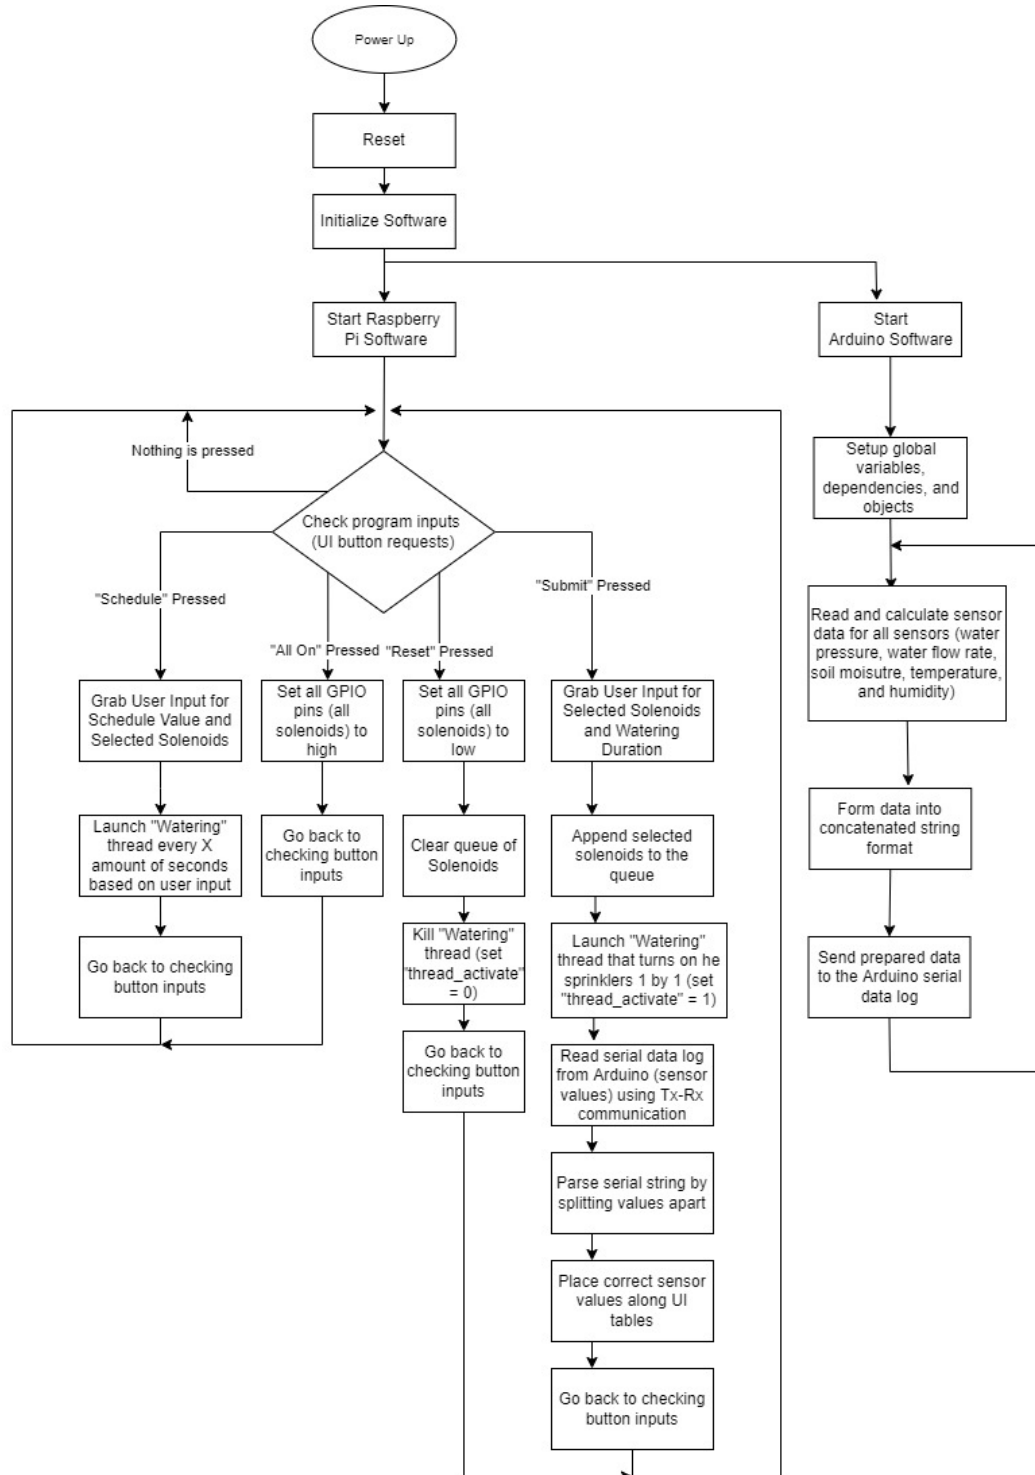 Power Up
Reset
Initialize Software
Start Raspberry
Pi Software
Start
Arduino Software
Nothing is pressed
Check program inputs
(UI button requests)
Setup global
variables,
dependencies, and
objects
"Schedule" Pressed
"All On" Pressed
"Reset" Pressed
"Submit" Pressed
Read and calculate sensor
data for all sensors (water
pressure, water flow rate,
soil moisutre, temperature,
and humidity)
Grab User Input for
Schedule Value and
Selected Solenoids
Set all GPIO
pins (all
solenoids) to
high
Set all GPIO
pins (all
solenoids) to
low
Grab User Input for
Selected Solenoids
and Watering
Duration
Launch "Watering"
thread every X
amount of seconds
based on user input
Go back to
checking button
inputs
Clear queue of
Solenoids
Append selected
solenoids to the
queue
Form data into
concatenated string
format
Go back to checking
button inputs
Kill "Watering"
thread (set
"thread_activate"
= 0)
Launch "Watering"
thread that turns on he
sprinklers 1 by 1 (set
"thread_activate" = 1)
Send prepared data
to the Arduino serial
data log
Go back to
checking button
inputs
Read serial data log
from Arduino (sensor
values) using Tx-Rx
communication
Parse serial string by
splitting values apart
Place correct sensor
values along UI
tables
Go back to checking
button inputs